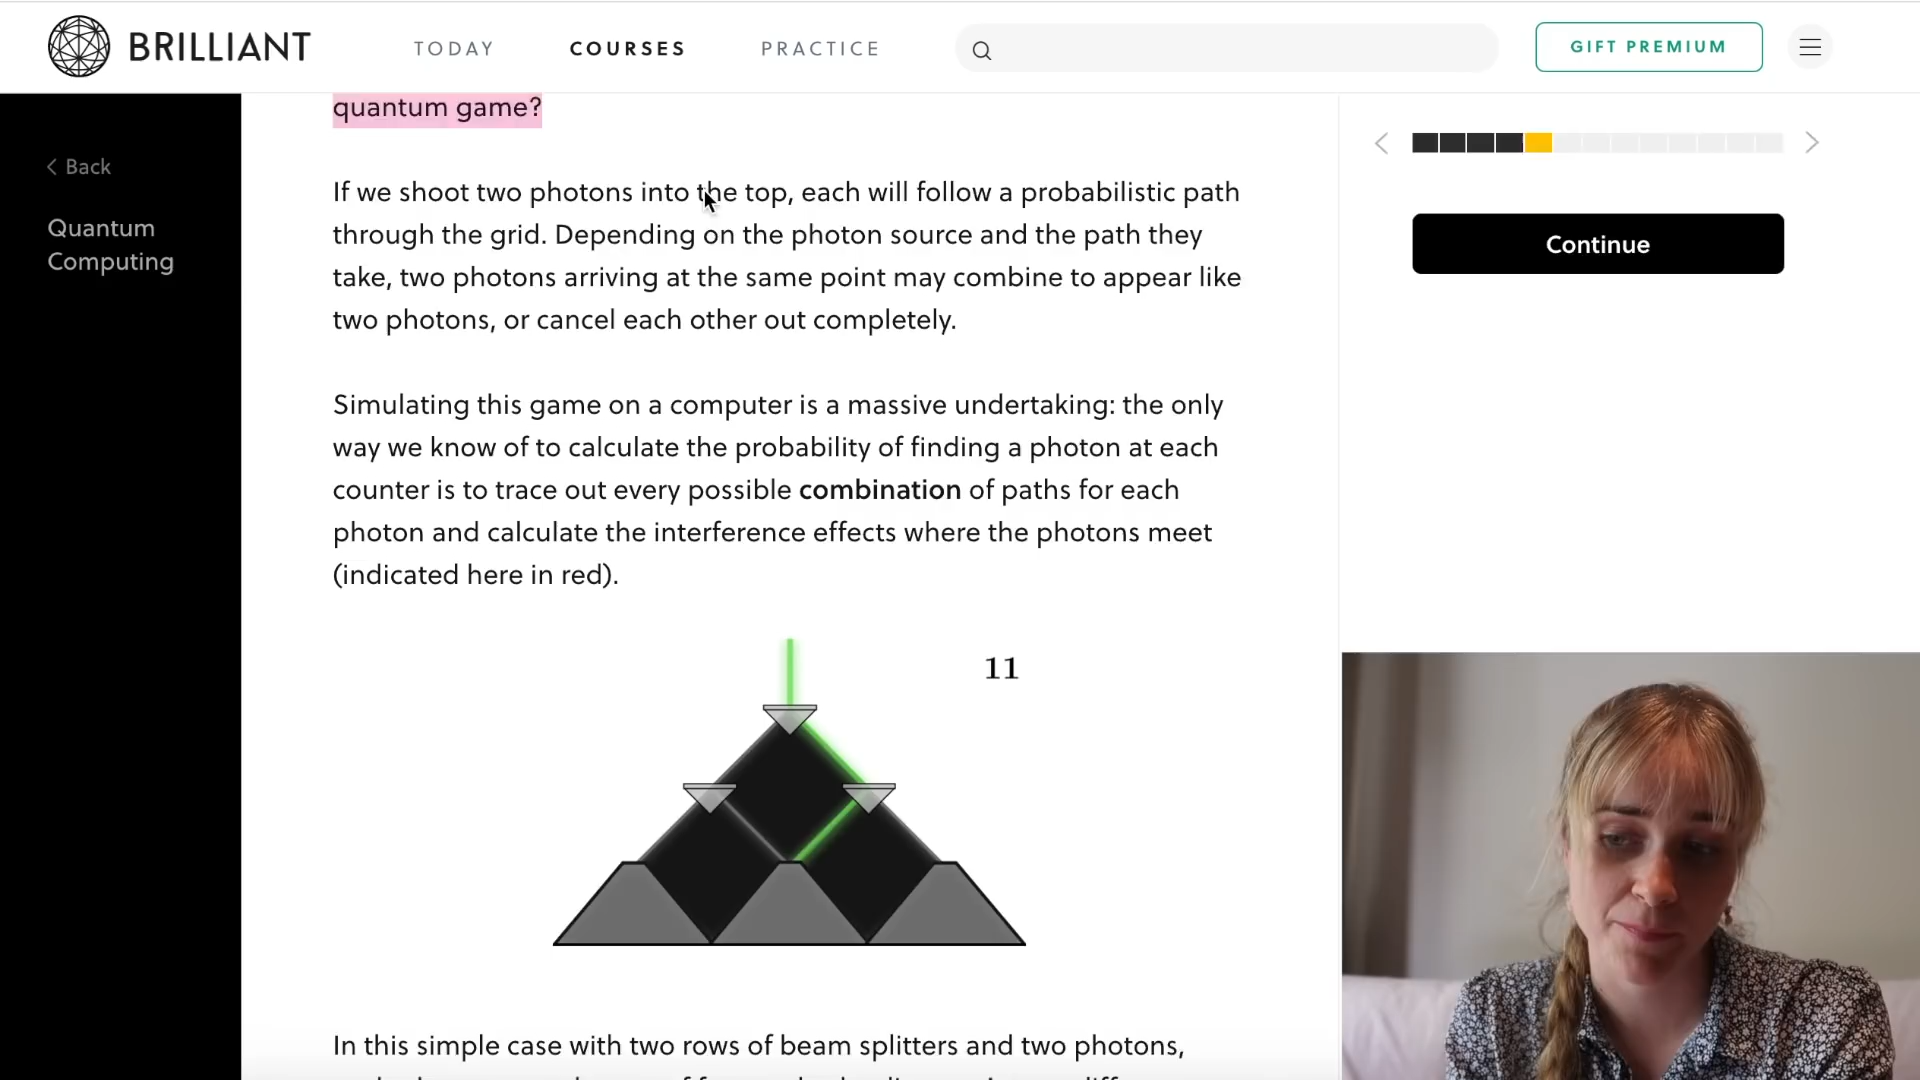 BRILLIANT
TODAY
COURSES
PRACTICE
GIFT PREMIUM
Back
Quantum
Computing
quantum game?
If we shoot two photons into the top, each will follow a probabilistic path
through the grid. Depending on the photon source and the path they
take, two photons arriving at the same point may combine to appear like
two photons, or cancel each other out completely.
Simulating this game on a computer is a massive undertaking: the only
way we know of to calculate the probability of finding a photon at each
counter is to trace out every possible combination of paths for each
photon and calculate the interference effects where the photons meet
(indicated here in red).
11
In this simple case with two rows of beam splitters and two photons,
Continue